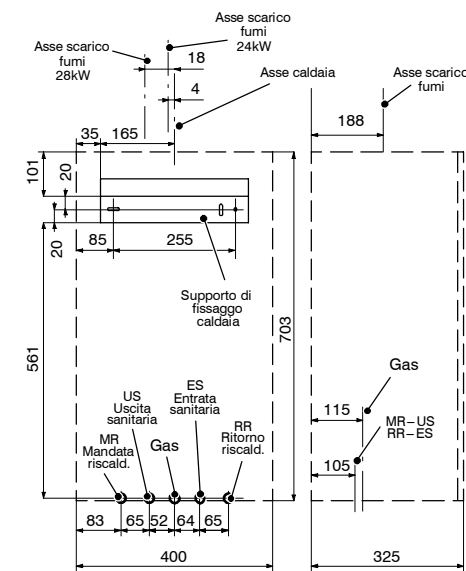 Asse scarico
fumi
24kW
Asse scarico
fumi
28kW
18
Asse caldaia
4
Asse scarico
fumi
35
165
188
101
20
20
85
255
Supporto di
fissaggio
caldaia
561
703
US
Uscita
sanitaria
ES
Entrata
sanitaria
MR
Mandata
riscald.
Gas
RR
Ritorno
riscald.
Gas
115
MR–US
RR–ES
105
83
65
52
64
65
400
325